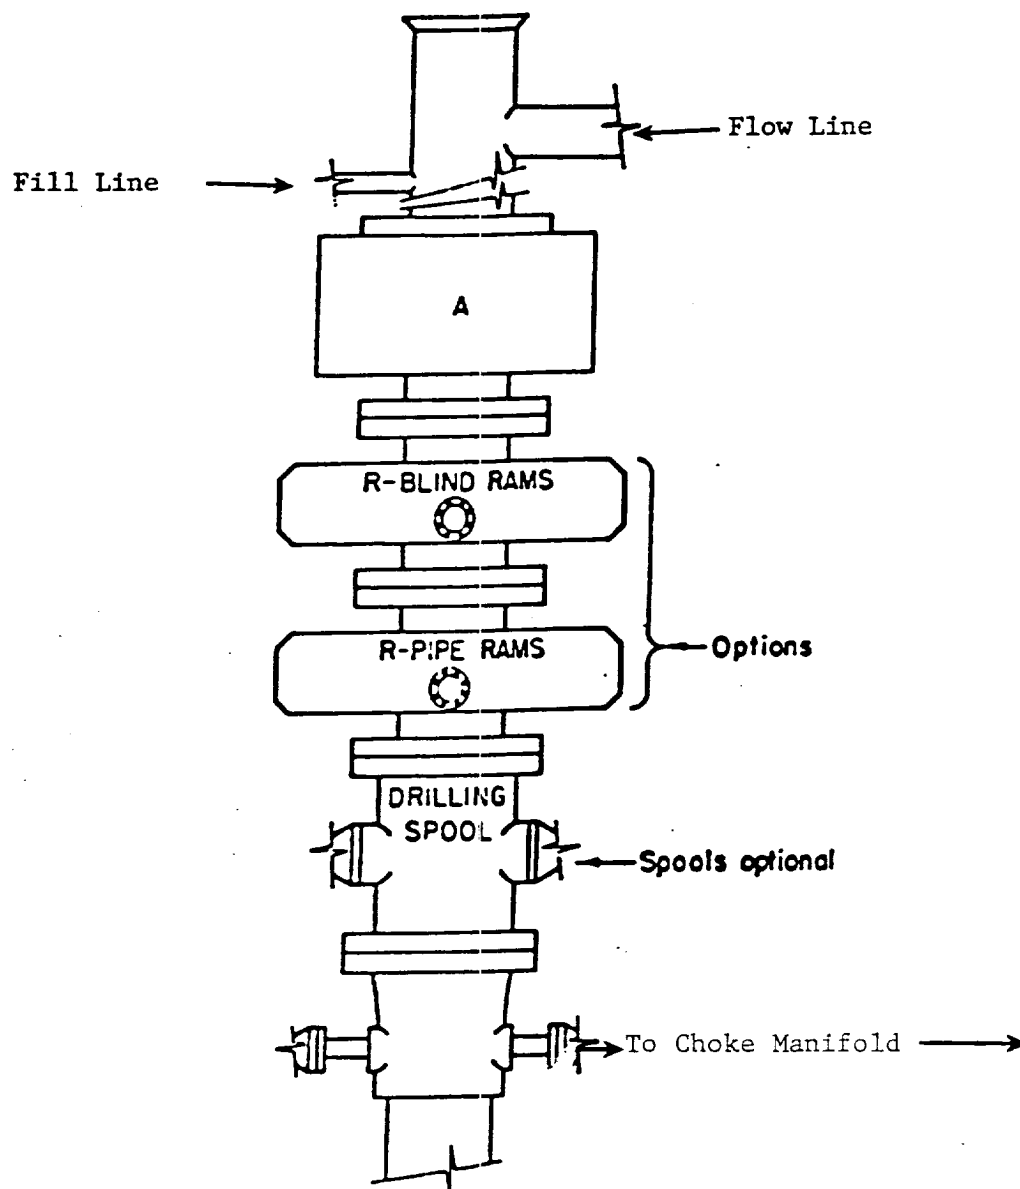 Flow Line
Fill Line
A
R-BLIND RAMS
R-PIPE RAMS
Options
DRILLING
SPOOL
Spools optional
To Choke Manifold